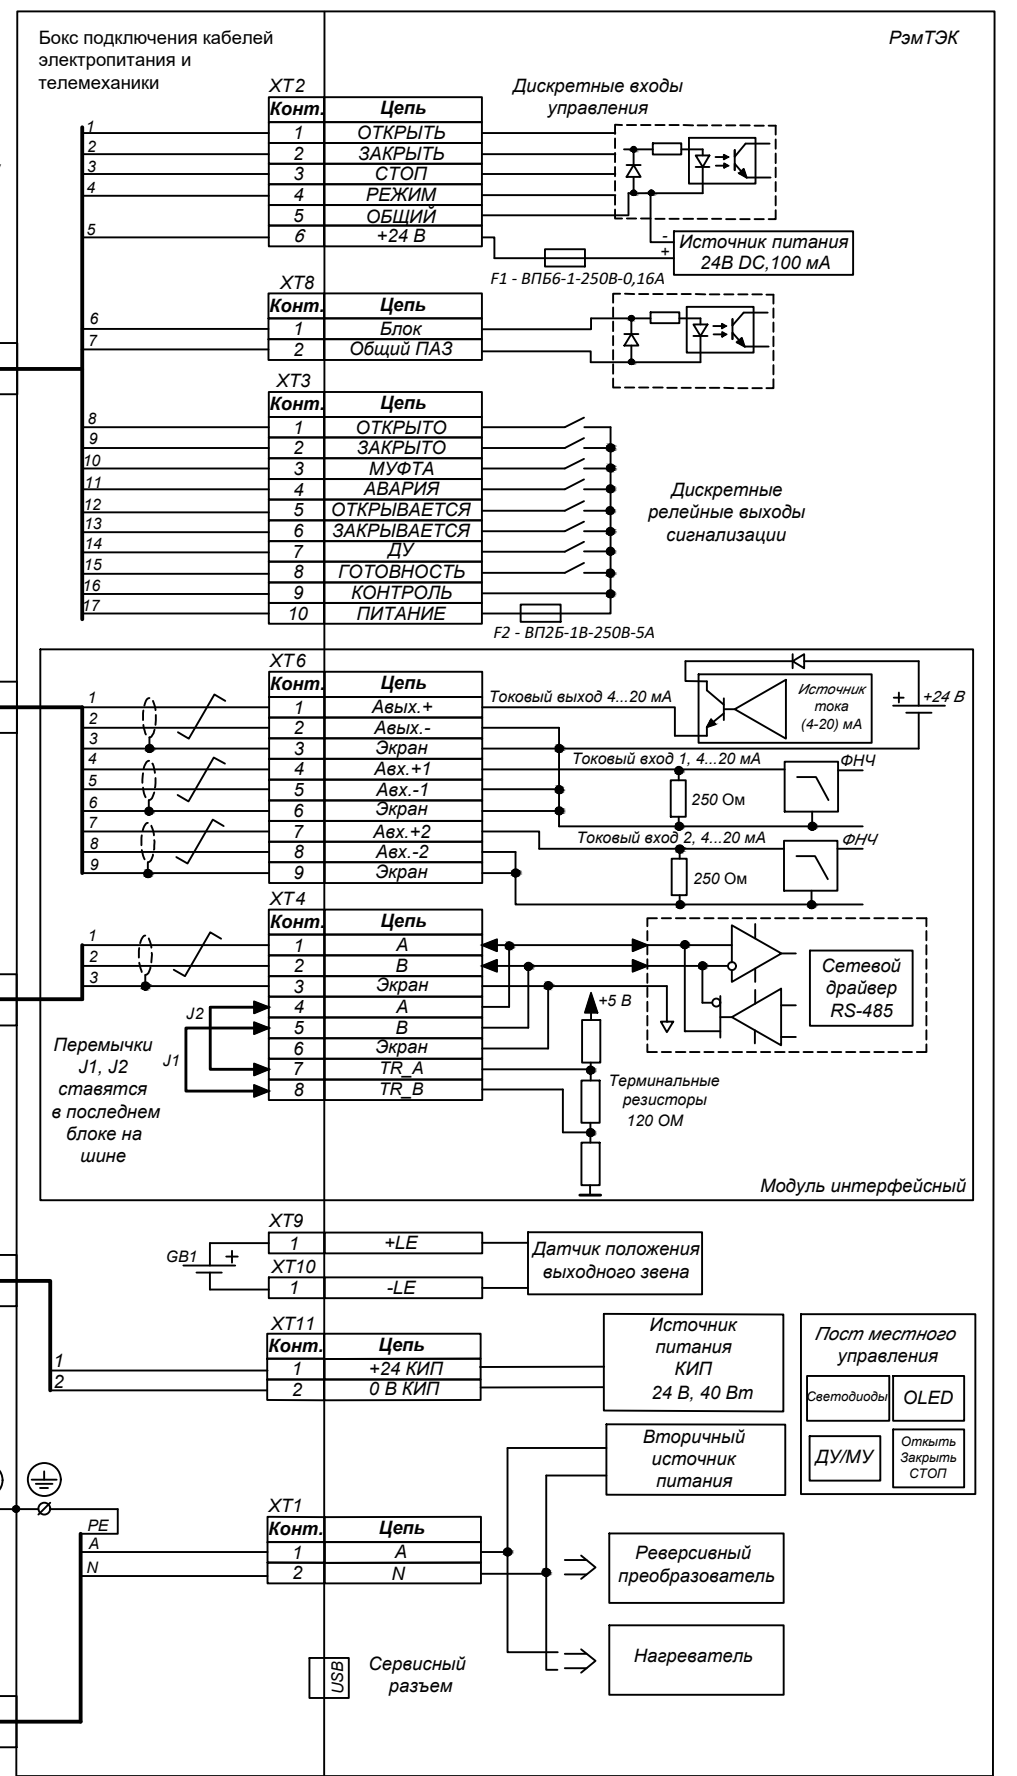 Бокс подключения кабелей
электропитания и
телемеханики
РэмТЭК
XT2
Конт. Цепь
1 ОТКРЫТЬ
2 ЗАКРЫТЬ
3 СТОП
4 РЕЖИМ
5 ОБЩИЙ
6 +24 В
1
2
3
4
5
Дискретные входы
управления
-
+
Источник питания
24В DC,100 мА
F1 - ВПБ6-1-250В-0,16А
XT8
Конт. Цепь
1 Блок
2 Общий ПАЗ
6
7
XT3
Конт. Цепь
1 ОТКРЫТО
2 ЗАКРЫТО
3 МУФТА
4 АВАРИЯ
5 ОТКРЫВАЕТСЯ
6 ЗАКРЫВАЕТСЯ
7 ДУ
8 ГОТОВНОСТЬ
9 КОНТРОЛЬ
10 ПИТАНИЕ
8
9
10
11
12
13
14
15
16
17
Дискретные
релейные выходы
сигнализации
F2 - ВП2Б-1В-250В-5А
XT6
Конт. Цепь
1 Авых.+
2 Авых.-
3 Экран
4 Авх.+1
5 Авх.-1
6 Экран
7 Авх.+2
8 Авх.-2
9 Экран
1
2
3
4
5
6
7
8
9
Токовый выход 4...20 мА
Источник
тока
(4-20) мА
+ +24 В
Токовый вход 1, 4...20 мА
ФНЧ
250 Ом
Токовый вход 2, 4...20 мА
ФНЧ
250 Ом
XT4
Конт. Цепь
1 A
2 B
3 Экран
4 A
5 B
6 Экран
7 TR_A
8 TR_B
1
2
3
J2
J1
Перемычки
J1, J2
ставятся
в последнем
блоке на
шине
Сетевой
драйвер
RS-485
+5 В
Терминальные
резисторы
120 ОМ
Модуль интерфейсный
XT9
1 +LE
XT10
1 -LE
GB1 +
Датчик положения
выходного звена
XT11
Конт. Цепь
1 +24 КИП
2 0 В КИП
1
2
Источник
питания
КИП
24 В, 40 Вт
Пост местного
управления
Светодиоды
OLED
ДУ/МУ
Откыть
Закрыть
СТОП
Вторичный
источник
питания
XT1
Конт. Цепь
1 A
2 N
PE
A
N
Реверсивный
преобразователь
Нагреватель
USB
Сервисный
разъем